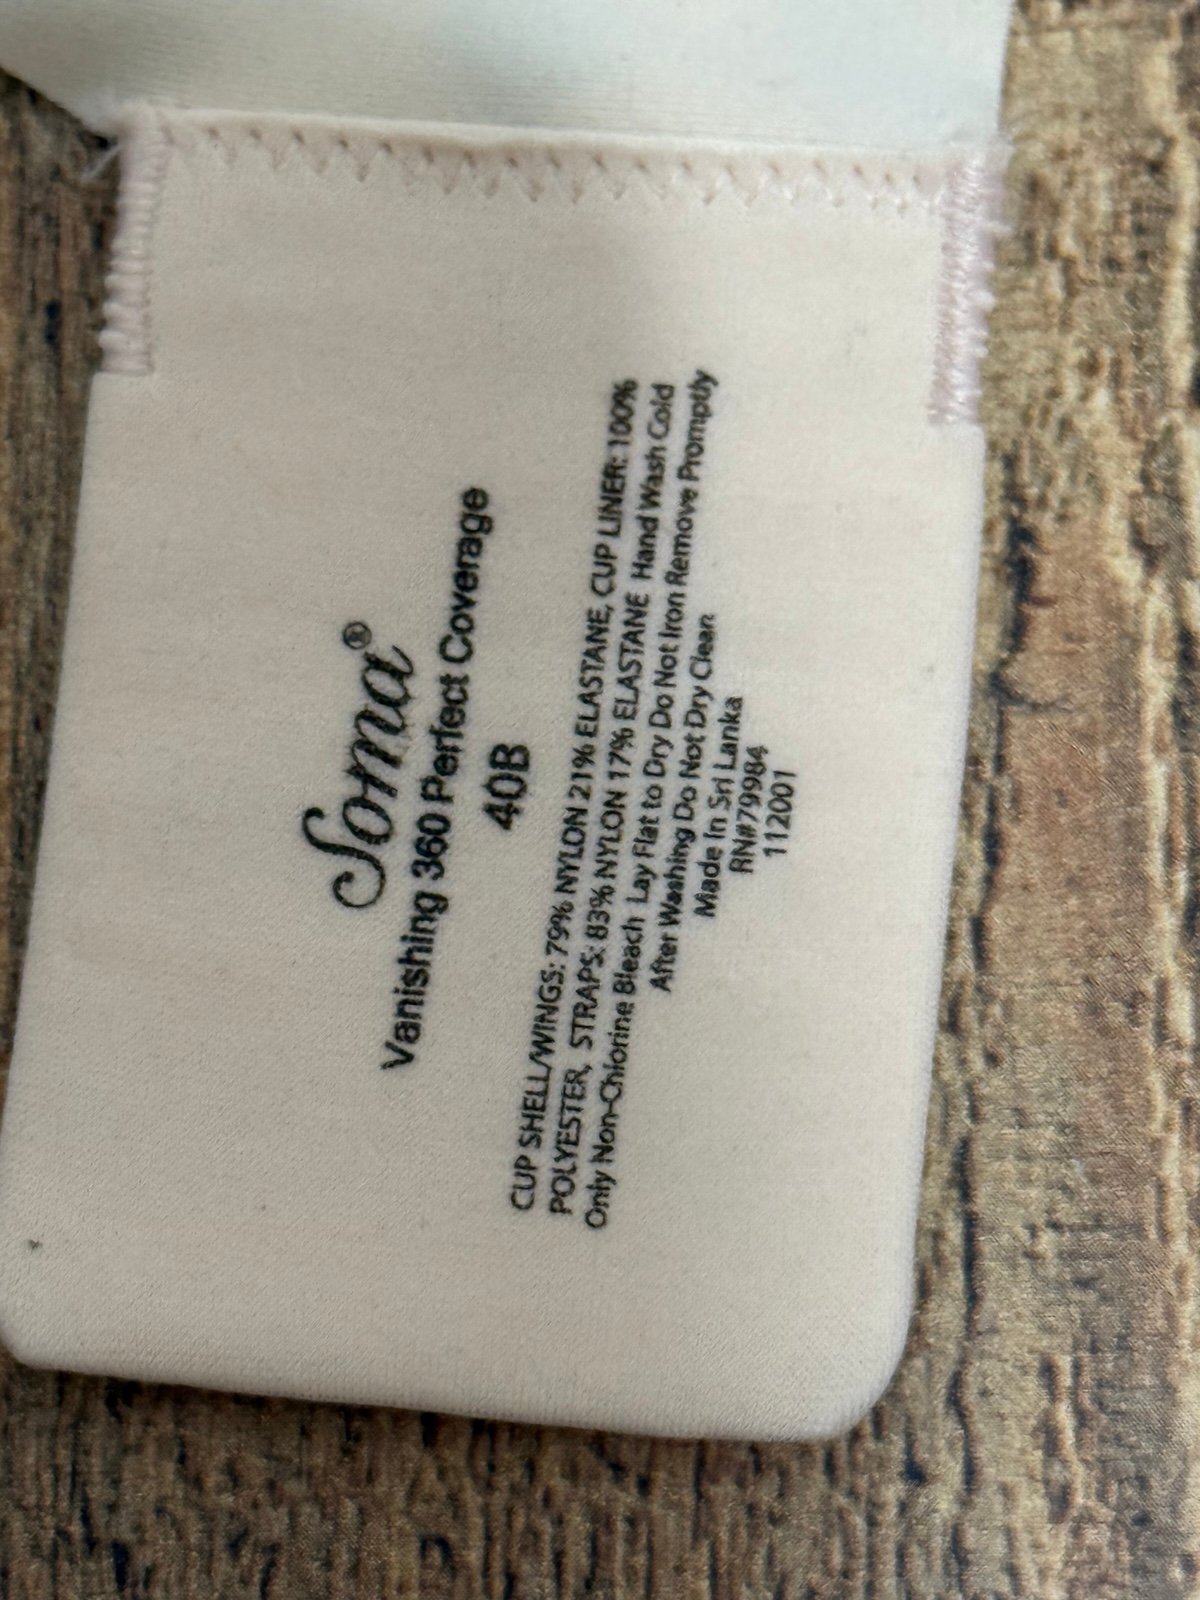 Soma®
Vanishing 360 Perfect Coverage
40B
CUP SHELL/WINGS: 79% NYLON 21% ELASTANE, CUP LINER: 100%
POLYESTER, STRAPS: 83% NYLON 17% ELASTANE Hand Wash Cold
Only Non-Chlorine Bleach Lay Flat to Dry Do Not Iron Remove Promptly
After Washing Do Not Dry Clean
Made In Sri Lanka
RN#79984
112001